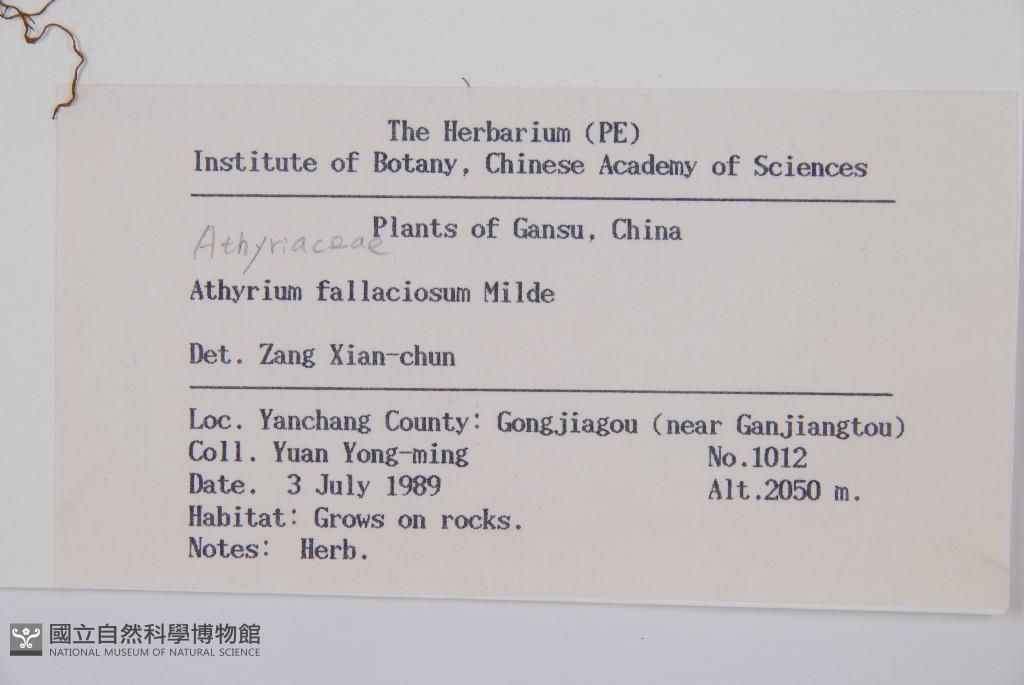 The Herbarium (PE)
Institute of Botany, Chinese Academy of Sciences
Plants of Gansu, China
Athyriaceae
Athyrium fallaciosum Milde
Det. Zang Xian-chun
Loc. Yanchang County: Gongjiagou (near Ganjiangtou)
Coll. Yuan Yong-ming No.1012
Date. 3 July 1989 Alt.2050 m.
Habitat: Grows on rocks.
Notes: Herb.
國立自然科學博物館
NATIONAL MUSEUM OF NATURAL SCIENCE